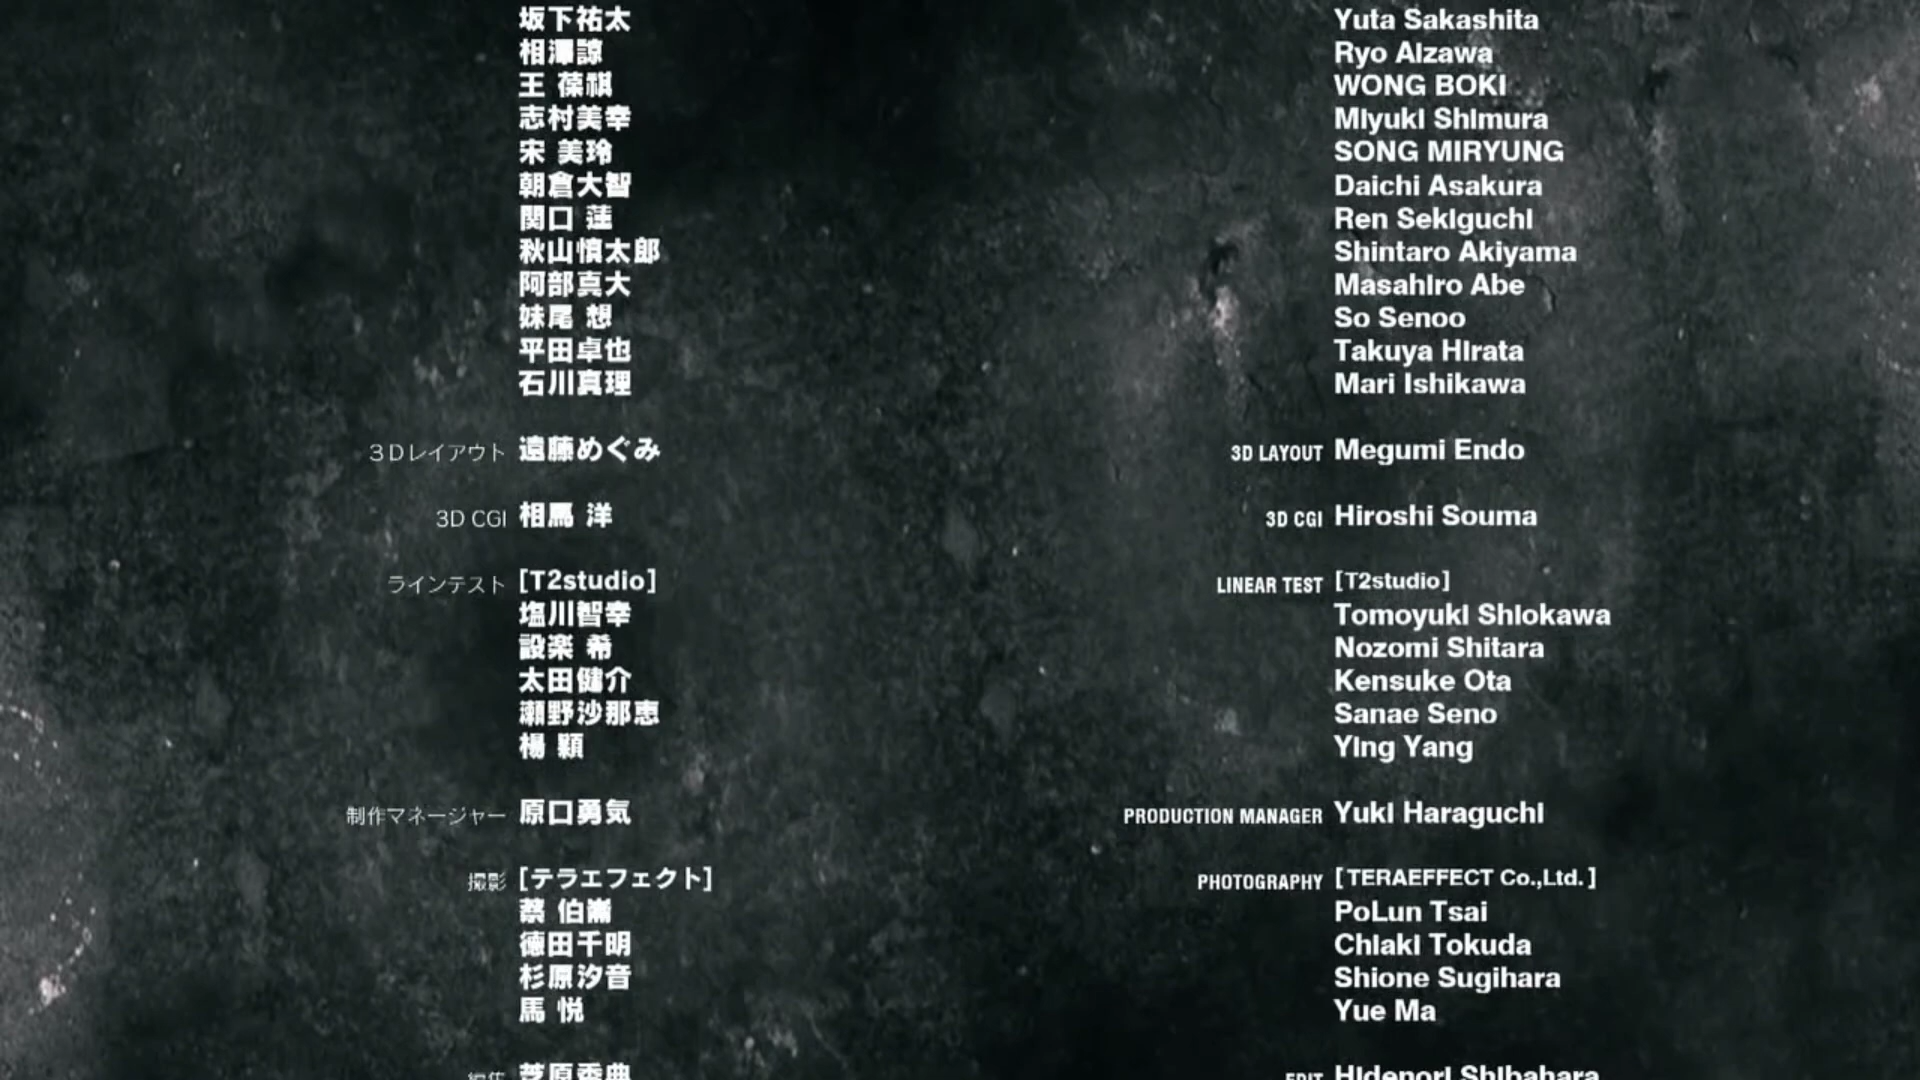 坂下祐太 Yuta Sakashita
相澤諒 Ryo Aizawa
王 葆祺 WONG BOKI
志村美幸 Miyuki Shimura
宋 美玲 SONG MIRYUNG
朝倉大智 Daichi Asakura
関口 蓮 Ren Sekiguchi
秋山慎太郎 Shintaro Akiyama
阿部真大 Masahiro Abe
妹尾 想 So Senoo
平田卓也 Takuya Hirata
石川真理 Mari Ishikawa
3Dレイアウト 遠藤めぐみ 3D LAYOUT Megumi Endo
3D CGI 相馬 洋 3D CGI Hiroshi Souma
ラインテスト [T2studio] LINEAR TEST [T2studio]
塩川智幸 Tomoyuki Shiokawa
設楽 希 Nozomi Shitara
太田健介 Kensuke Ota
瀬野沙那恵 Sanae Seno
楊 穎 Ying Yang
制作マネージャー 原口勇気 PRODUCTION MANAGER Yuki Haraguchi
撮影 [テラエフェクト] PHOTOGRAPHY [TERAEFFECT Co.,Ltd.]
蔡 伯崙 PoLun Tsai
徳田千明 Chiaki Tokuda
杉原汐音 Shione Sugihara
馬 悦 Yue Ma
編集 芝原秀典 EDIT Hidenori Shibahara